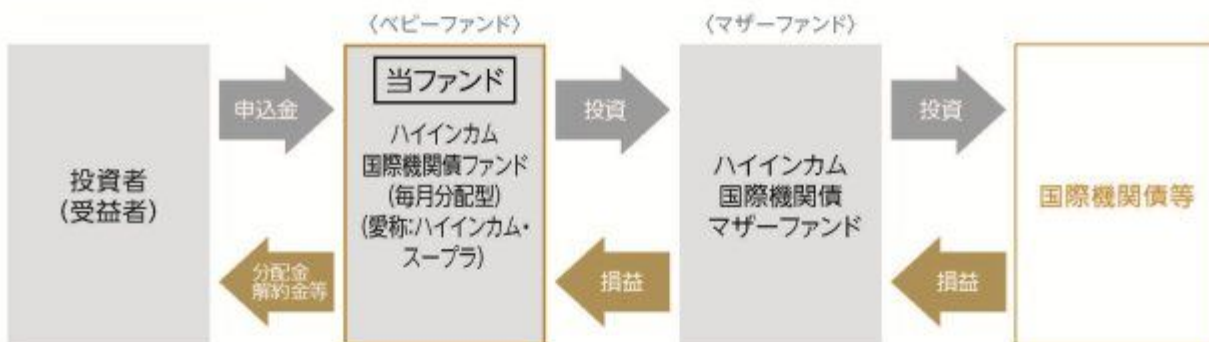 〈ベビーファンド〉
〈マザーファンド〉
投資者
(受益者)
申込金
分配金
解約金等
当ファンド
ハイインカム
国際機関債ファンド
(毎月分配型)
(愛称:ハイインカム・
スープラ)
投資
損益
ハイインカム
国際機関債
マザーファンド
投資
損益
国際機関債等